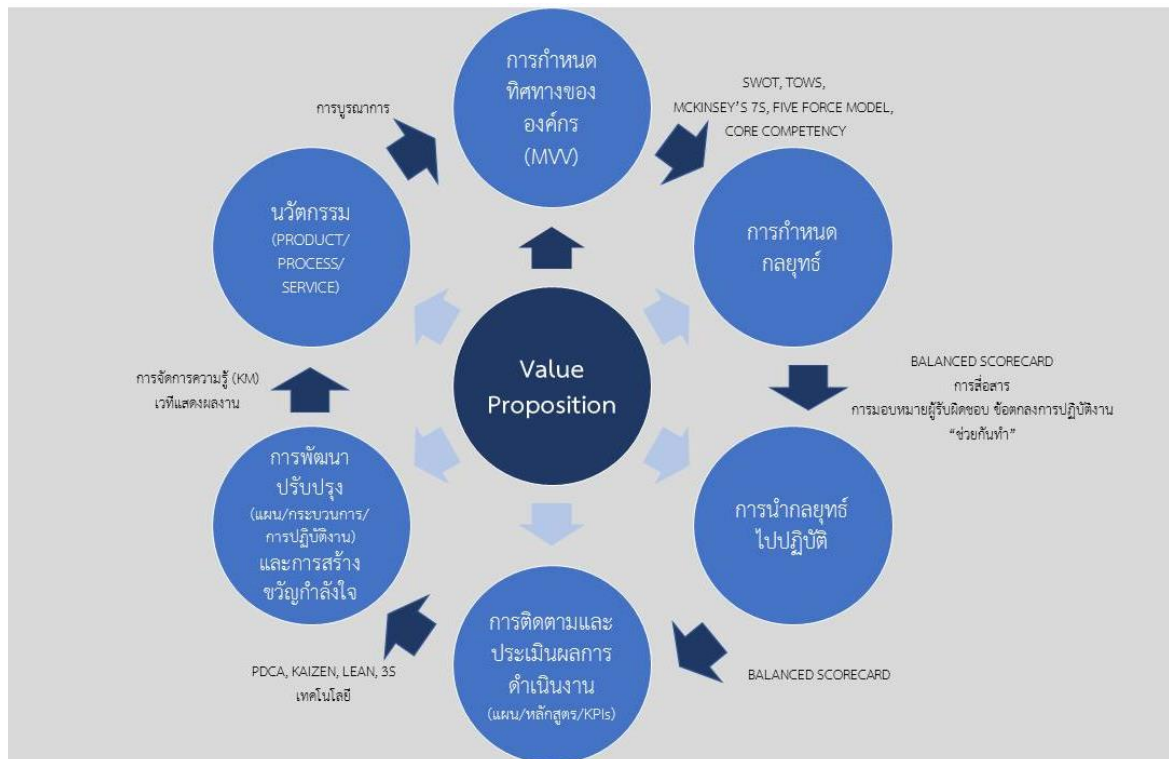 การกำหนด
ทิศทางของ
องค์กร
(MVV)
SWOT, TOWS,
MCKINSEY'S 7S, FIVE FORCE MODEL,
CORE COMPETENCY
การกำหนด
กลยุทธ์
BALANCED SCORECARD
การสื่อสาร
การมอบหมายผู้รับผิดชอบ ข้อตกลงการปฏิบัติงาน
“ช่วยกันทำ”
การนำกลยุทธ์
ไปปฏิบัติ
BALANCED SCORECARD
การติดตามและ
ประเมินผลการ
ดำเนินงาน
(แผน/หลักสูตร/KPIs)
PDCA, KAIZEN, LEAN, 3S
เทคโนโลยี
การพัฒนา
ปรับปรุง
(แผน/กระบวนการ/
การปฏิบัติงาน)
และการสร้าง
ขวัญกำลังใจ
การจัดการความรู้ (KM)
เวทีแสดงผลงาน
นวัตกรรม
(PRODUCT/
PROCESS/
SERVICE)
การบูรณาการ
Value
Proposition